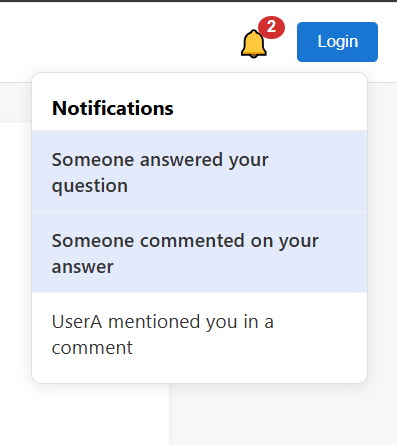 2
Login
Notifications
Someone answered your
question
Someone commented on your
answer
UserA mentioned you in a
comment